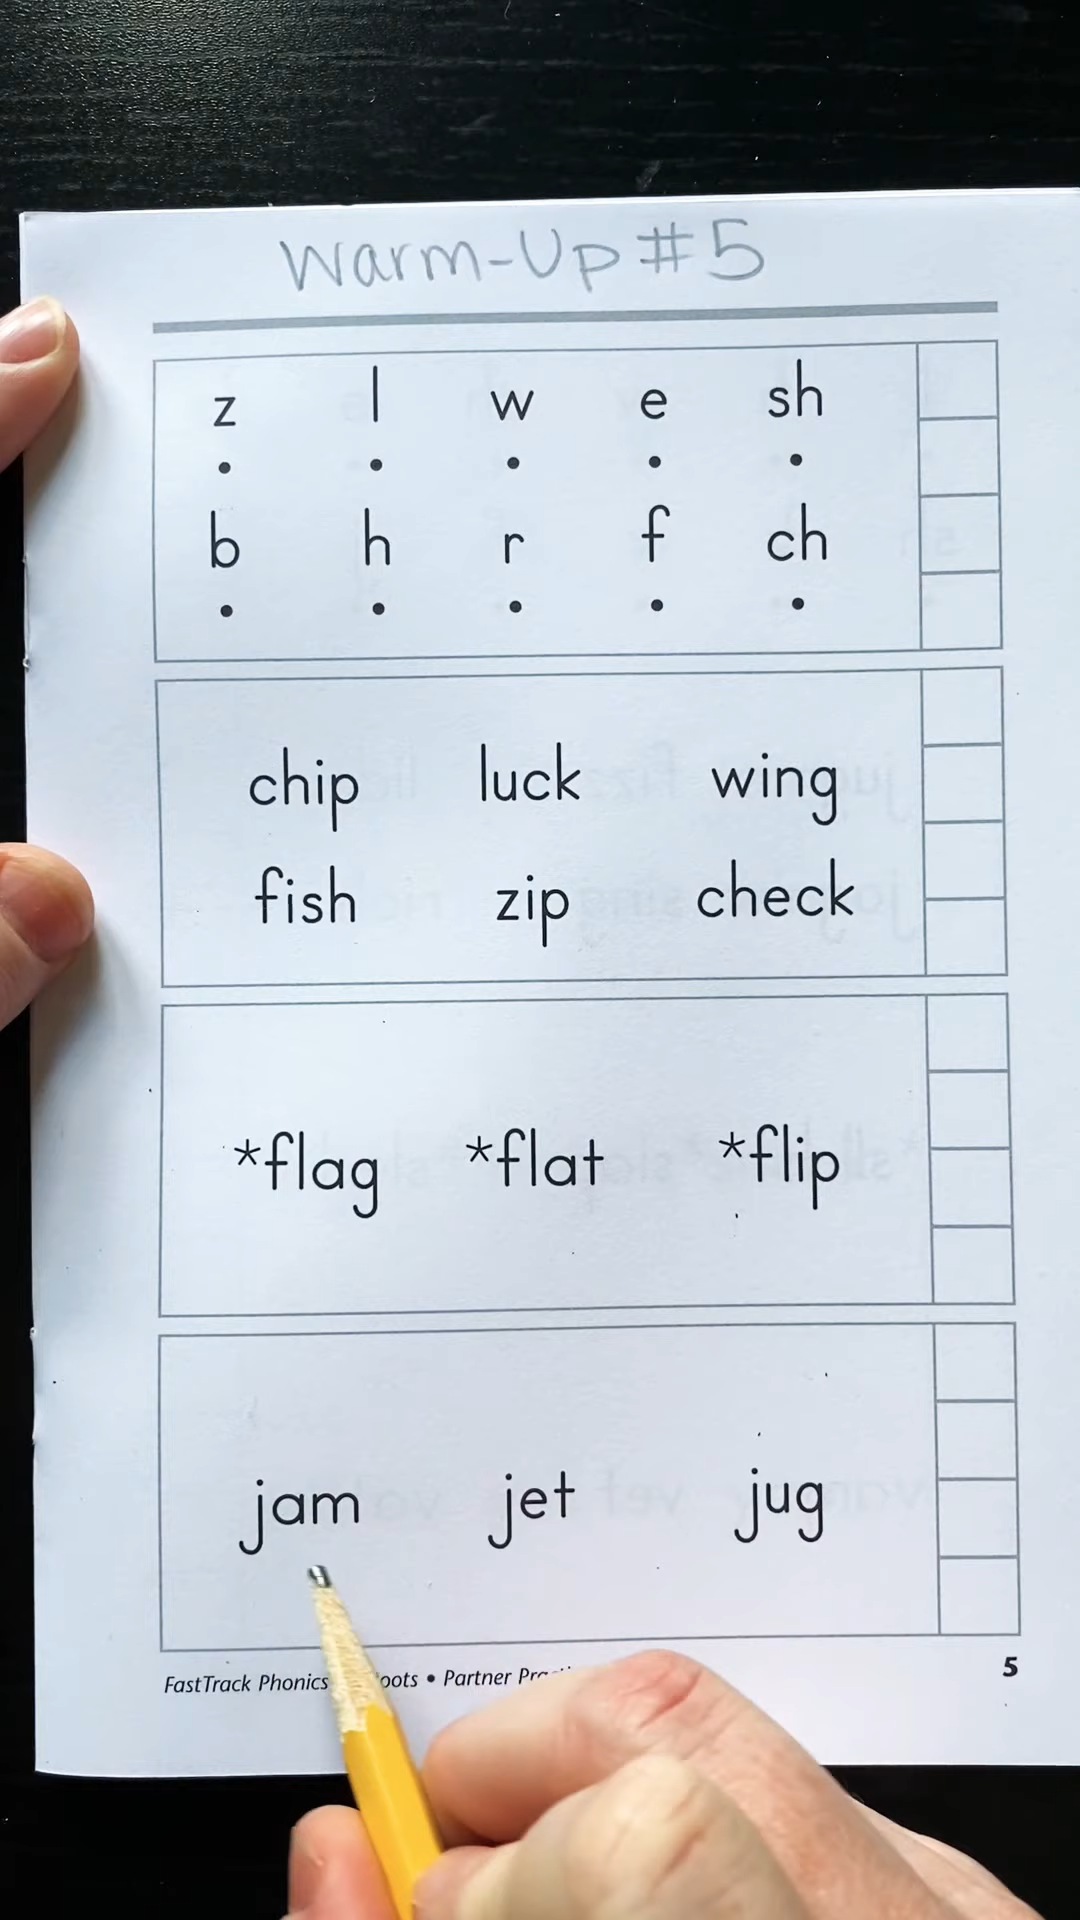 Warm-Up #5
z l w e sh
b h r f ch
chip luck wing
fish zip check
*flag *flat *flip
jam jet jug
FastTrack Phonics • Partner
5